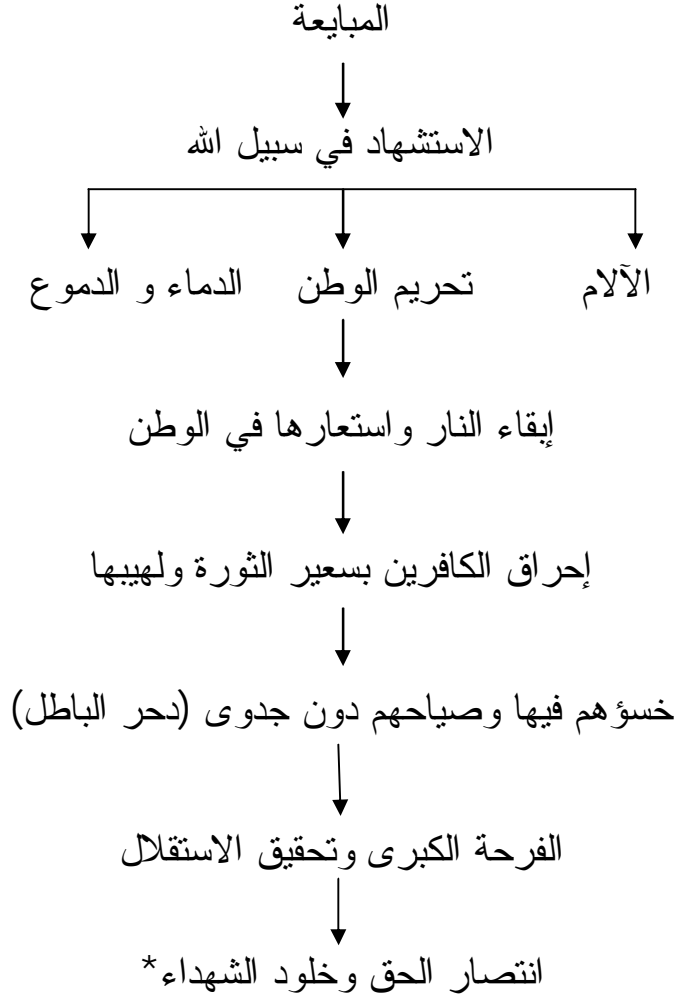 المبايعة
الاستشهاد في سبيل الله
الآلام تحريم الوطن الدماء و الدموع
إبقاء النار واستعارها في الوطن
إحراق الكافرين بسعير الثورة ولهيبها
خسؤهم فيها وصياحهم دون جدوى (دحر الباطل)
الفرحة الكبرى وتحقيق الاستقلال
انتصار الحق وخلود الشهداء*